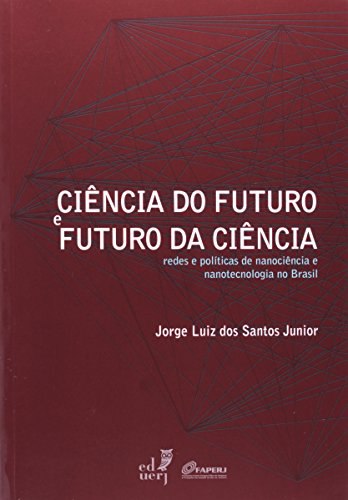 CIÊNCIA DO FUTURO
e
FUTURO DA CIÊNCIA
redes e políticas de nanociência e
nanotecnologia no Brasil
Jorge Luiz dos Santos Junior
ed
uerj
FAPERJ